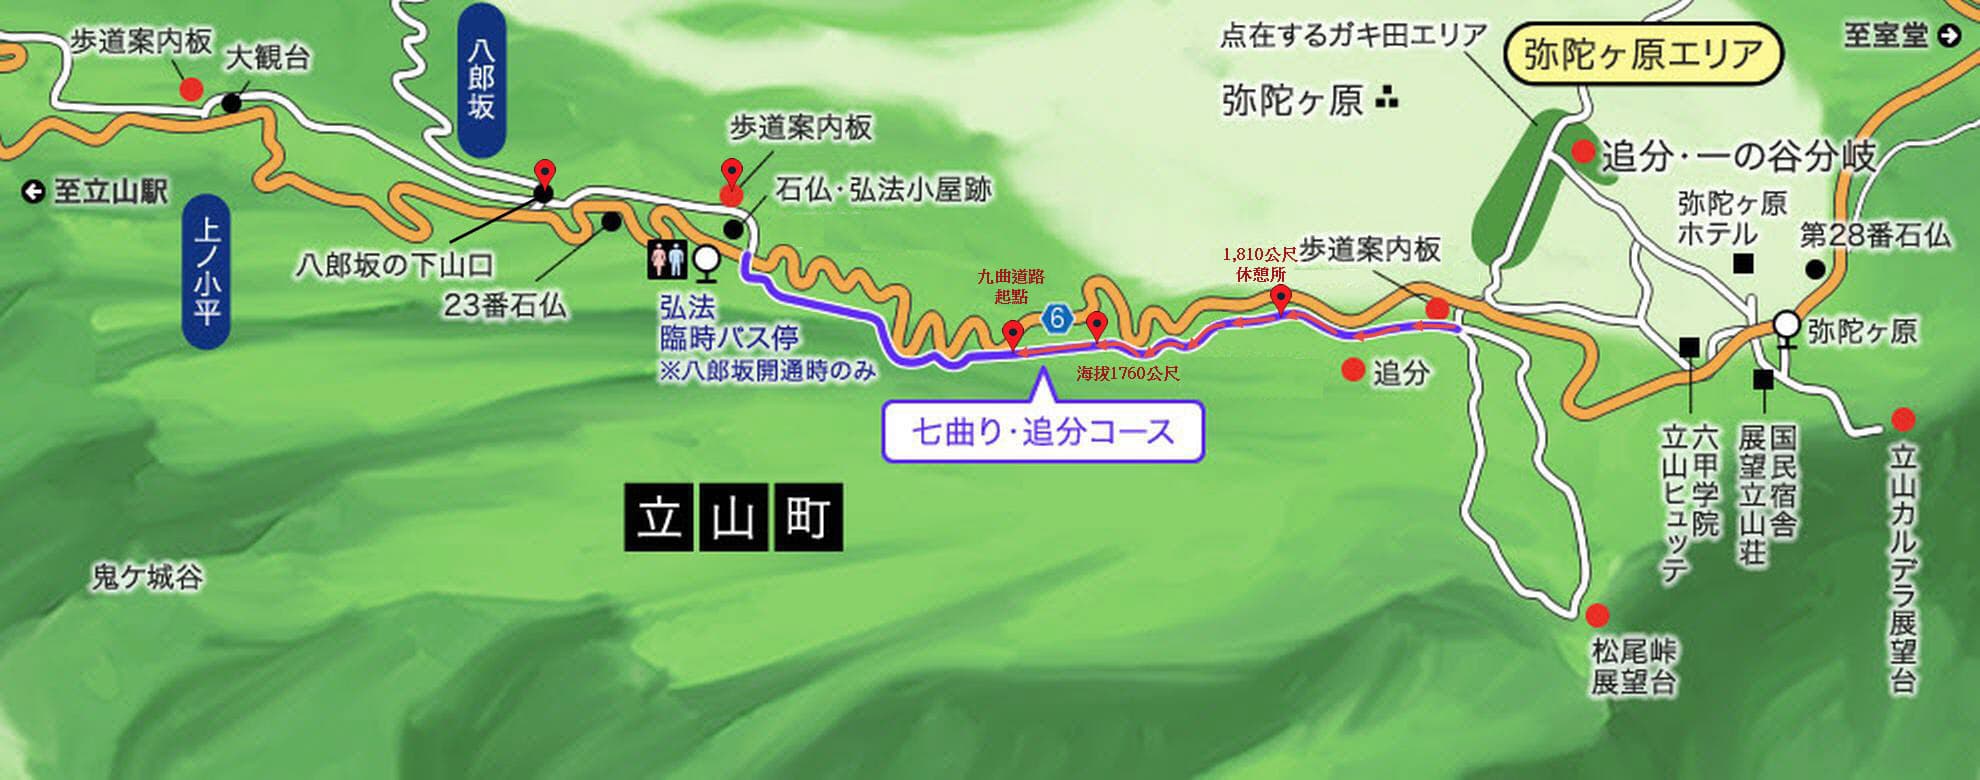 歩道案内板
大観台
八郎坂
点在するガキ田エリア
弥陀ヶ原エリア
至室堂
弥陀ヶ原
歩道案内板
追分・一の谷分岐
至立山駅
石仏・弘法小屋跡
弥陀ヶ原
ホテル
第28番石仏
上ノ小平
八郎坂の下山口
23番石仏
1,810公尺
休憩所
歩道案内板
九曲道路
起點
6
弘法
臨時バス停
※八郎坂開通時のみ
弥陀ヶ原
海拔1760公尺
追分
七曲り・追分コース
六甲学院
立山ヒュッテ
国民宿舎
展望立山荘
立山カルデラ展望台
立山町
鬼ケ城谷
松尾峠
展望台